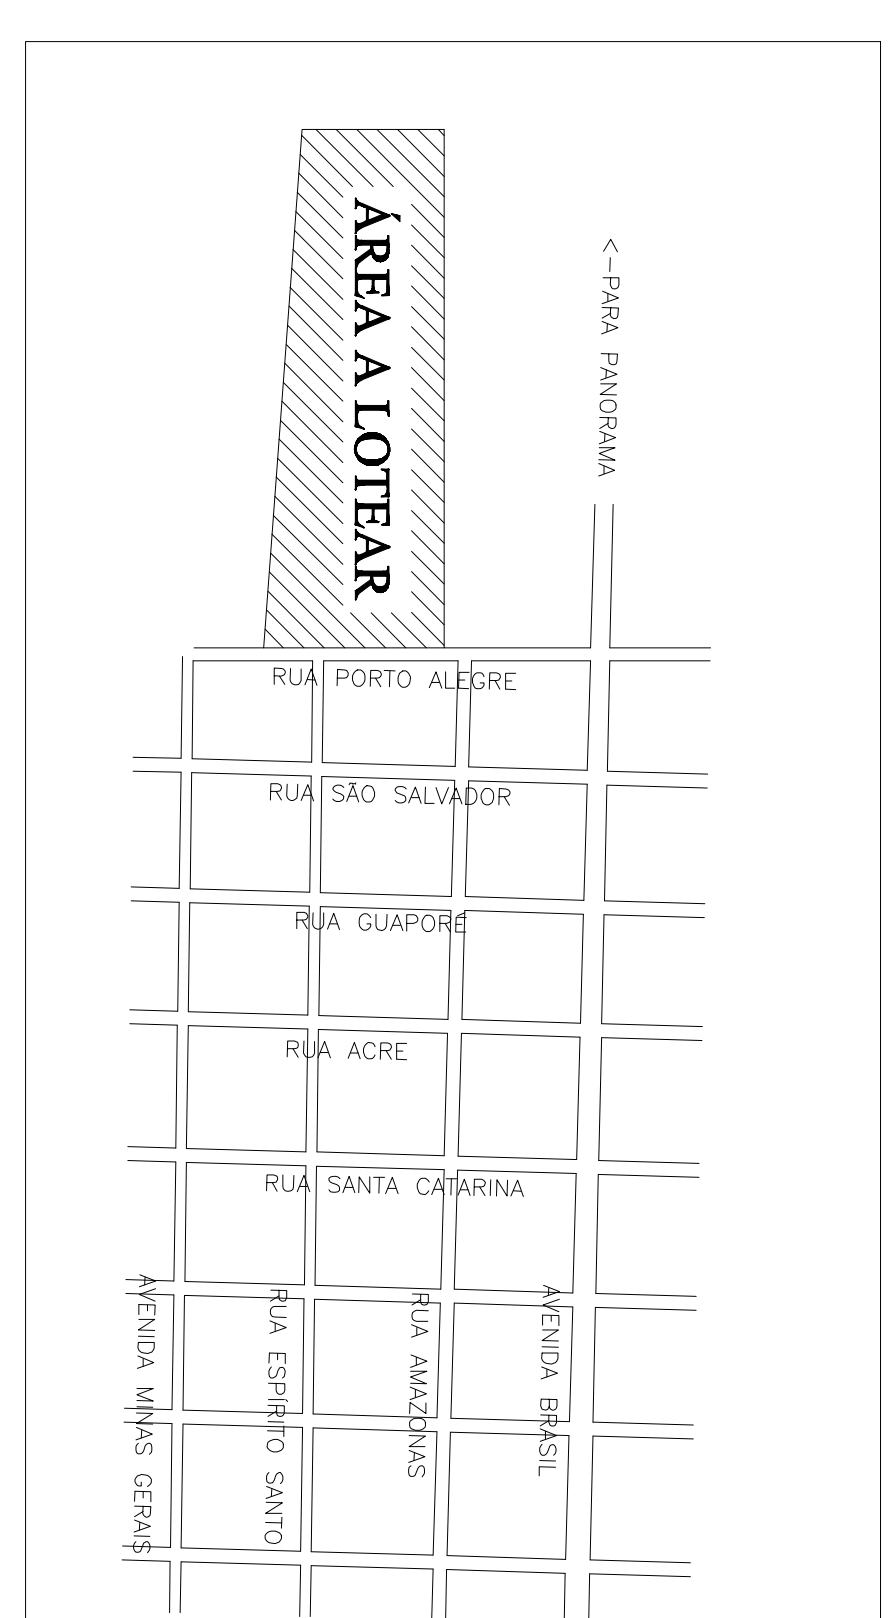 ÁREA A LOTEAR
<-PARA PANORAMA
RUA PORTO ALEGRE
RUA SÃO SALVADOR
RUA GUAPORÉ
RUA ACRE
RUA SANTA CATARINA
AVENIDA MINAS GERAIS
RUA ESPÍRITO SANTO
RUA AMAZONAS
AVENIDA BRASIL